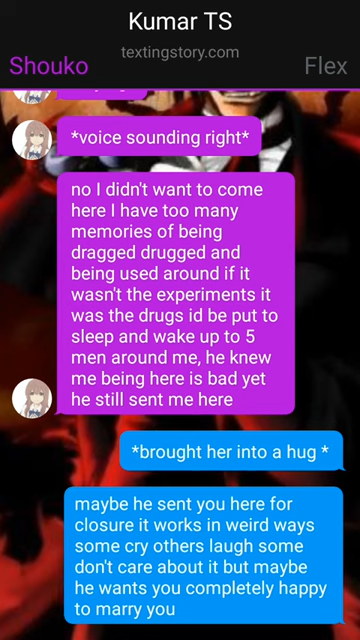 Kumar TS
textingstory.com
Shouko
Flex
*voice sounding right*
no I didn't want to come
here I have too many
memories of being
dragged drugged and
being used around if it
wasn't the experiments it
was the drugs id be put to
sleep and wake up to 5
men around me, he knew
me being here is bad yet
he still sent me here
*brought her into a hug *
maybe he sent you here for
closure it works in weird ways
some cry others laugh some
don't care about it but maybe
he wants you completely happy
to marry you